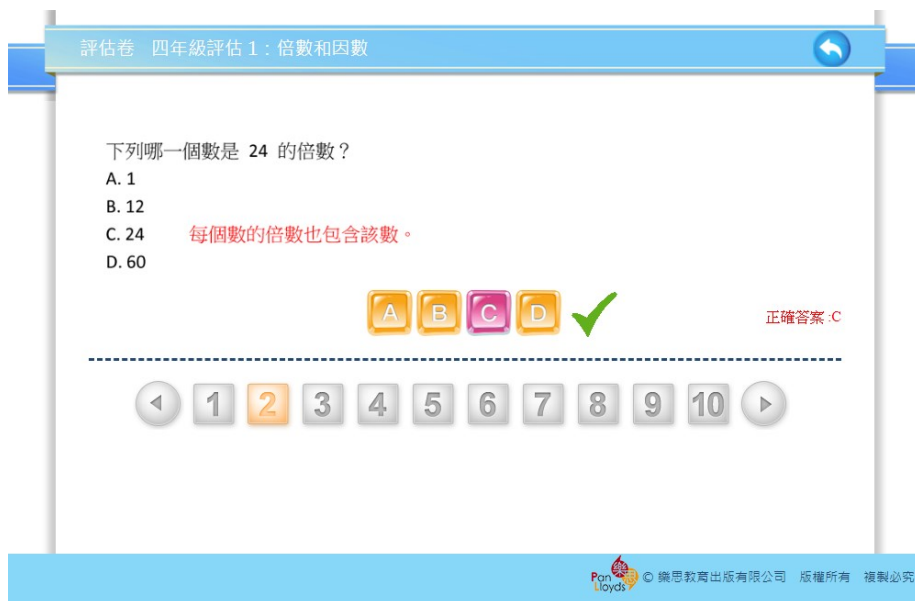 評估卷 四年級評估 1：倍數和因數
下列哪一個數是 24 的倍數？
A. 1
B. 12
C. 24 每個數的倍數也包含該數。
D. 60
A B C D
正確答案 :C
1 2 3 4 5 6 7 8 9 10
Pan Lloyds 樂思 © 樂思教育出版有限公司 版權所有 複製必究